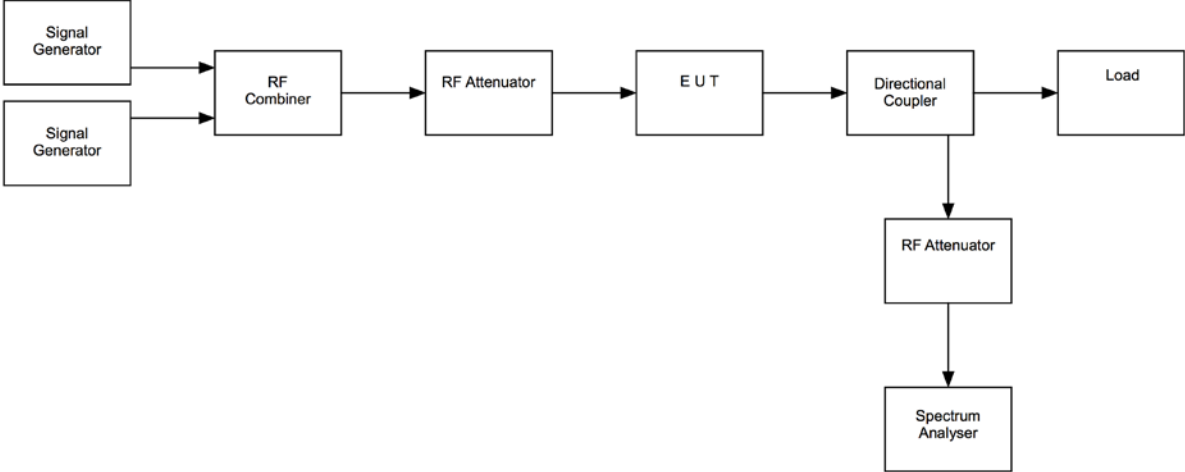 Signal
Generator
RF
Combiner
RF Attenuator
E U T
Directional
Coupler
Load
Signal
Generator
RF Attenuator
Spectrum
Analyser